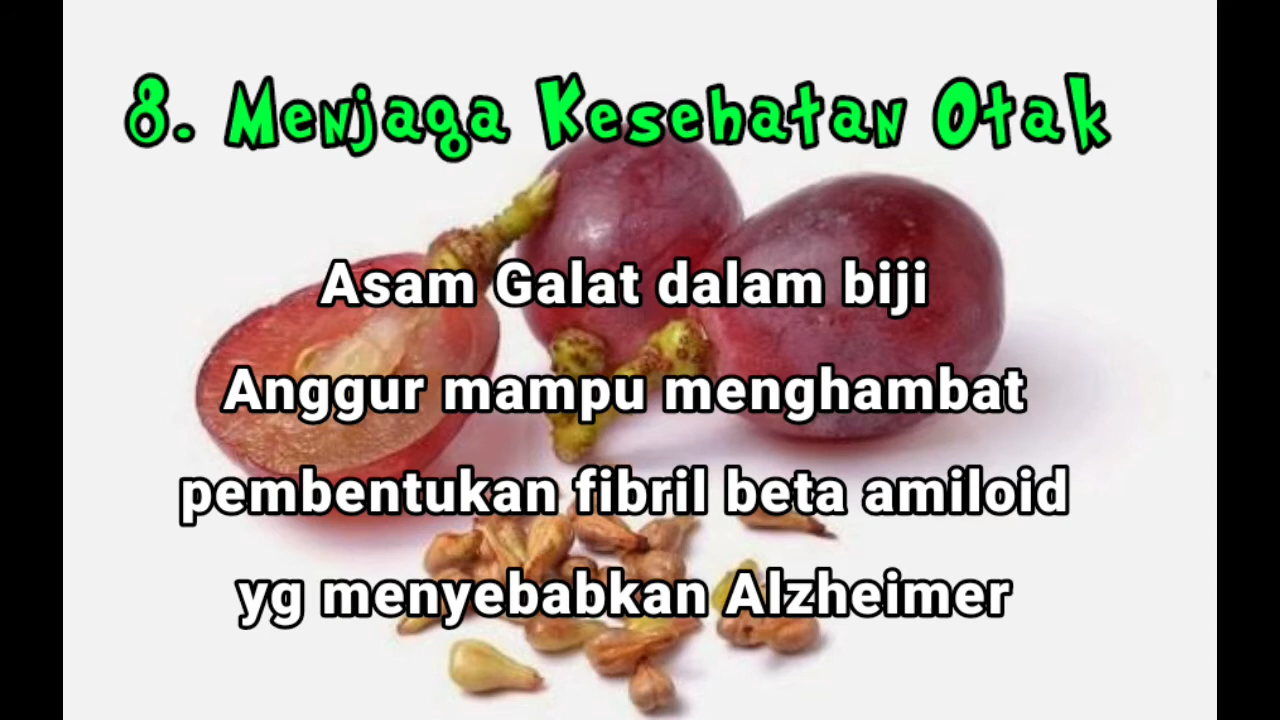 8. Menjaga Kesehatan Otak
Asam Galat dalam biji
Anggur mampu menghambat
pembentukan fibril beta amiloid
yg menyebabkan Alzheimer